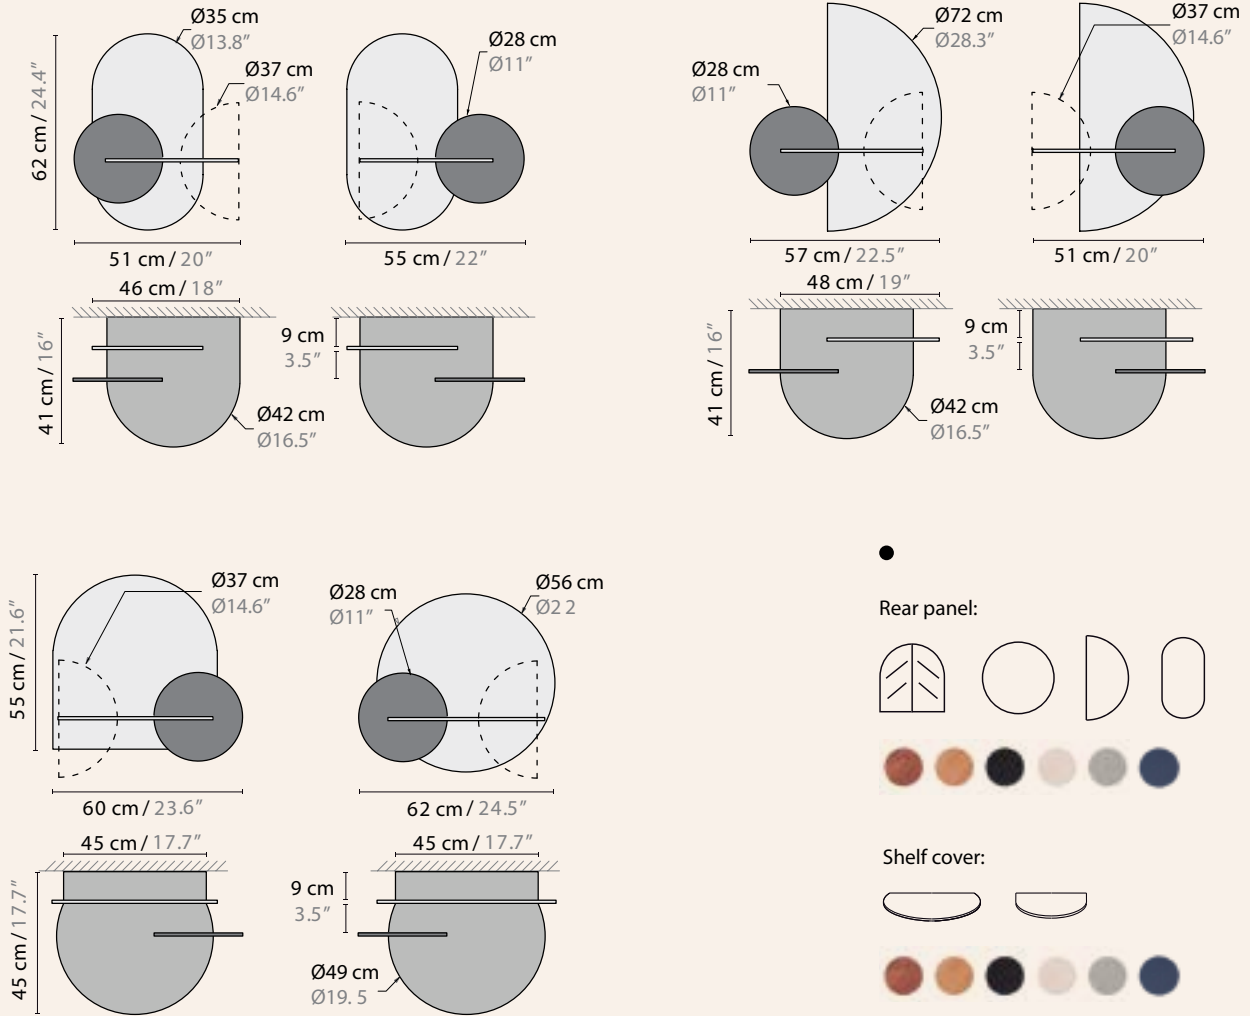 Ø35 cm
Ø13.8″
Ø37 cm
Ø14.6″
62 cm / 24.4″
51 cm / 20″
Ø28 cm
Ø11″
55 cm / 22″
46 cm / 18″
41 cm / 16″
Ø42 cm
Ø16.5″
9 cm
3.5″
Ø72 cm
Ø28.3″
Ø28 cm
Ø11″
57 cm / 22.5″
Ø37 cm
Ø14.6″
51 cm / 20″
48 cm / 19″
41 cm / 16″
Ø42 cm
Ø16.5″
9 cm
3.5″
Ø37 cm
Ø14.6″
55 cm / 21.6″
60 cm / 23.6″
Ø28 cm
Ø11″
Ø56 cm
Ø2 2
62 cm / 24.5″
45 cm / 17.7″
45 cm / 17.7″
45 cm / 17.7″
9 cm
3.5″
Ø49 cm
Ø19. 5
Rear panel:
Shelf cover: